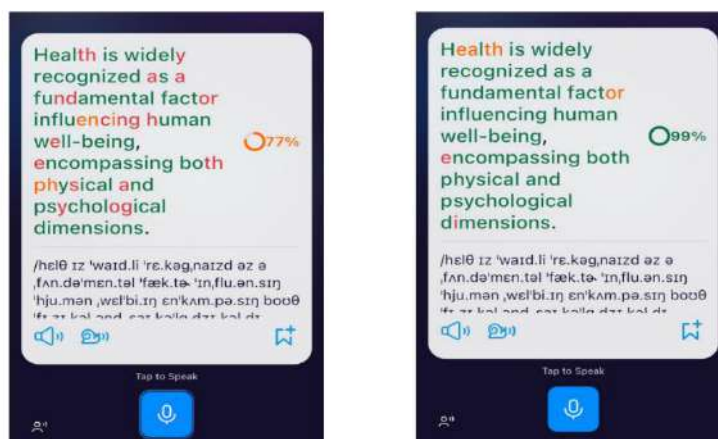 Health is widely
recognized as a
fundamental factor
influencing human
well-being,
77%
encompassing both
physical and
psychological
dimensions.
/hɛlθ ɪz ˈwaɪd.li ˈrɛ.kəgˌnaɪzd əz ə
ˌfʌn.dəˈmɛn.təl ˈfæk.tɚ ˈɪnˌflu.ən.sɪŋ
ˈhju.mən ˌwɛlˈbi.ɪŋ ɛnˈkʌm.pə.sɪŋ boʊθ
Tap to Speak
Health is widely
recognized as a
fundamental factor
influencing human
well-being,
99%
encompassing both
physical and
psychological
dimensions.
/hɛlθ ɪz ˈwaɪd.li ˈrɛ.kəgˌnaɪzd əz ə
ˌfʌn.dəˈmɛn.təl ˈfæk.tɚ ˈɪnˌflu.ən.sɪŋ
ˈhju.mən ˌwɛlˈbi.ɪŋ ɛnˈkʌm.pə.sɪŋ boʊθ
Tap to Speak